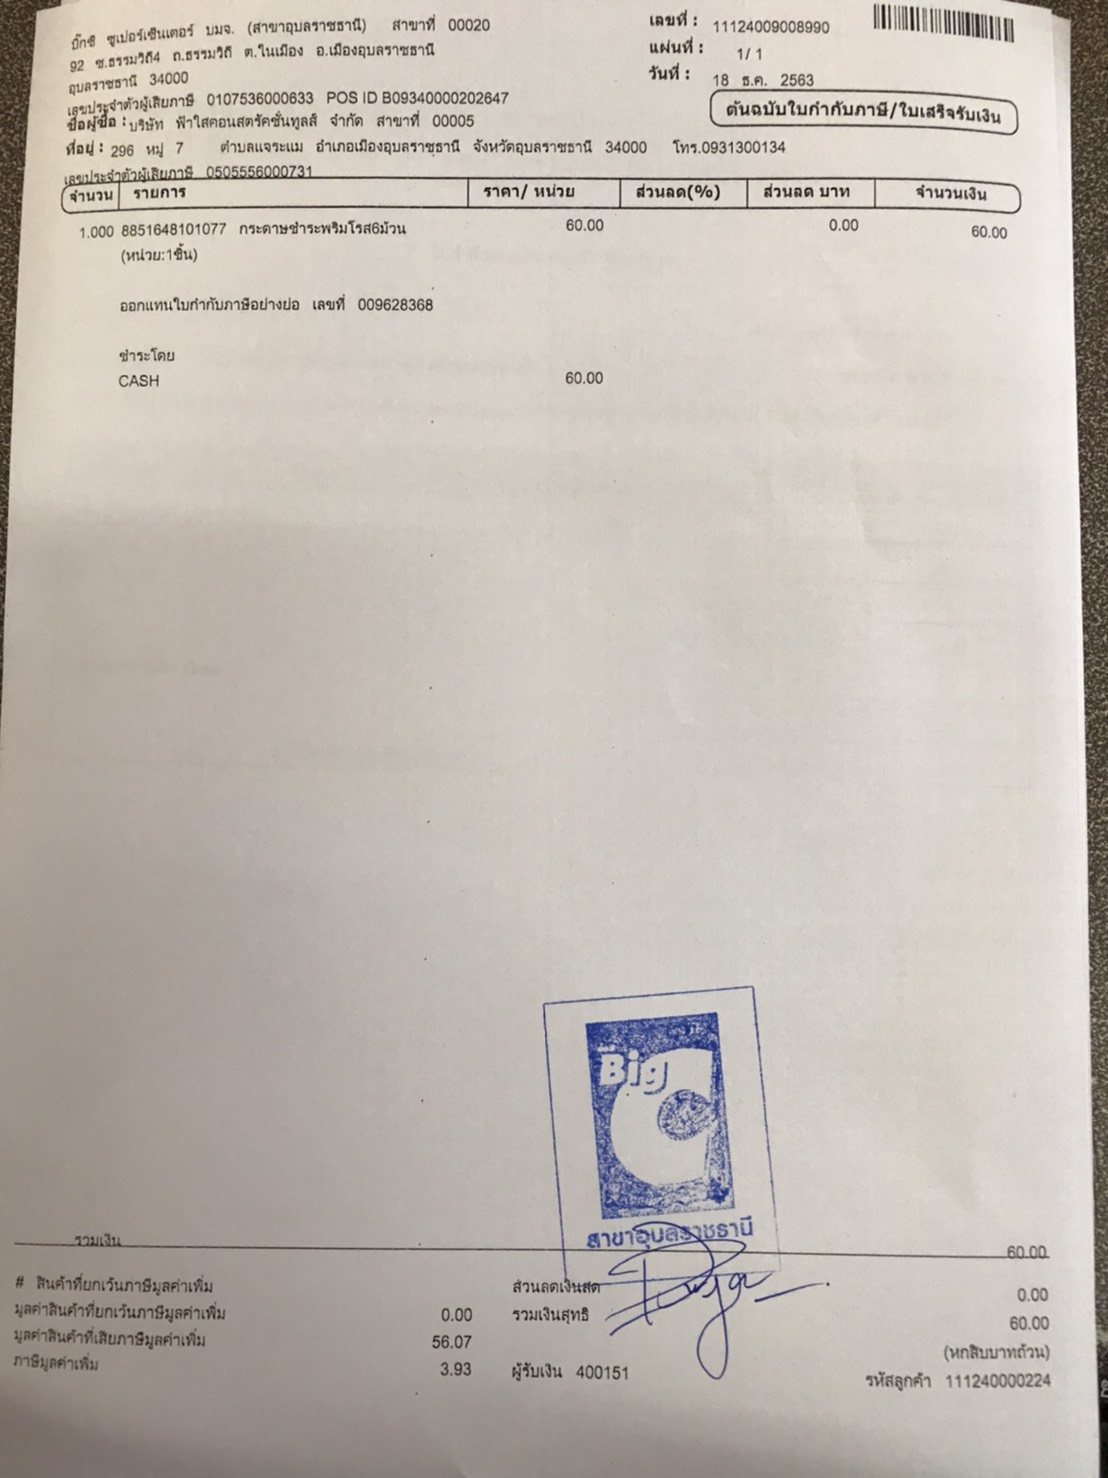 บิ๊กซี ซูเปอร์เซ็นเตอร์ บมจ. (สาขาอุบลราชธานี) สาขาที่ 00020
92 ซ.ธรรมวิถี4 ถ.ธรรมวิถี ต.ในเมือง อ.เมืองอุบลราชธานี
อุบลราชธานี 34000
เลขที่ : 11124009008990
แผ่นที่ : 1/ 1
วันที่ : 18 ธ.ค. 2563
เลขประจำตัวผู้เสียภาษี 0107536000633 POS ID B09340000202647
ต้นฉบับใบกำกับภาษี/ใบเสร็จรับเงิน
ชื่อผู้ซื้อ : บริษัท ฟ้าใสคอนสตรัคชั่นทูลส์ จำกัด สาขาที่ 00005
ที่อยู่ : 296 หมู่ 7 ตำบลแจระแม อำเภอเมืองอุบลราชธานี จังหวัดอุบลราชธานี 34000 โทร.0931300134
เลขประจำตัวผู้เสียภาษี 0505556000731
จำนวน รายการ ราคา/ หน่วย ส่วนลด(%) ส่วนลด บาท จำนวนเงิน
1.000 8851648101077 กระดาษชำระพริมโรส6ม้วน 60.00 0.00 60.00
(หน่วย:1ชิ้น)
ออกแทนใบกำกับภาษีอย่างย่อ เลขที่ 009628368
ชำระโดย
CASH 60.00
Big
สาขาอุบลราชธานี
รวมเงิน 60.00
# สินค้าที่ยกเว้นภาษีมูลค่าเพิ่ม ส่วนลดเงินสด 0.00
มูลค่าสินค้าที่ยกเว้นภาษีมูลค่าเพิ่ม 0.00 รวมเงินสุทธิ 60.00
มูลค่าสินค้าที่เสียภาษีมูลค่าเพิ่ม 56.07 (หกสิบบาทถ้วน)
ภาษีมูลค่าเพิ่ม 3.93 ผู้รับเงิน 400151 รหัสลูกค้า 111240000224